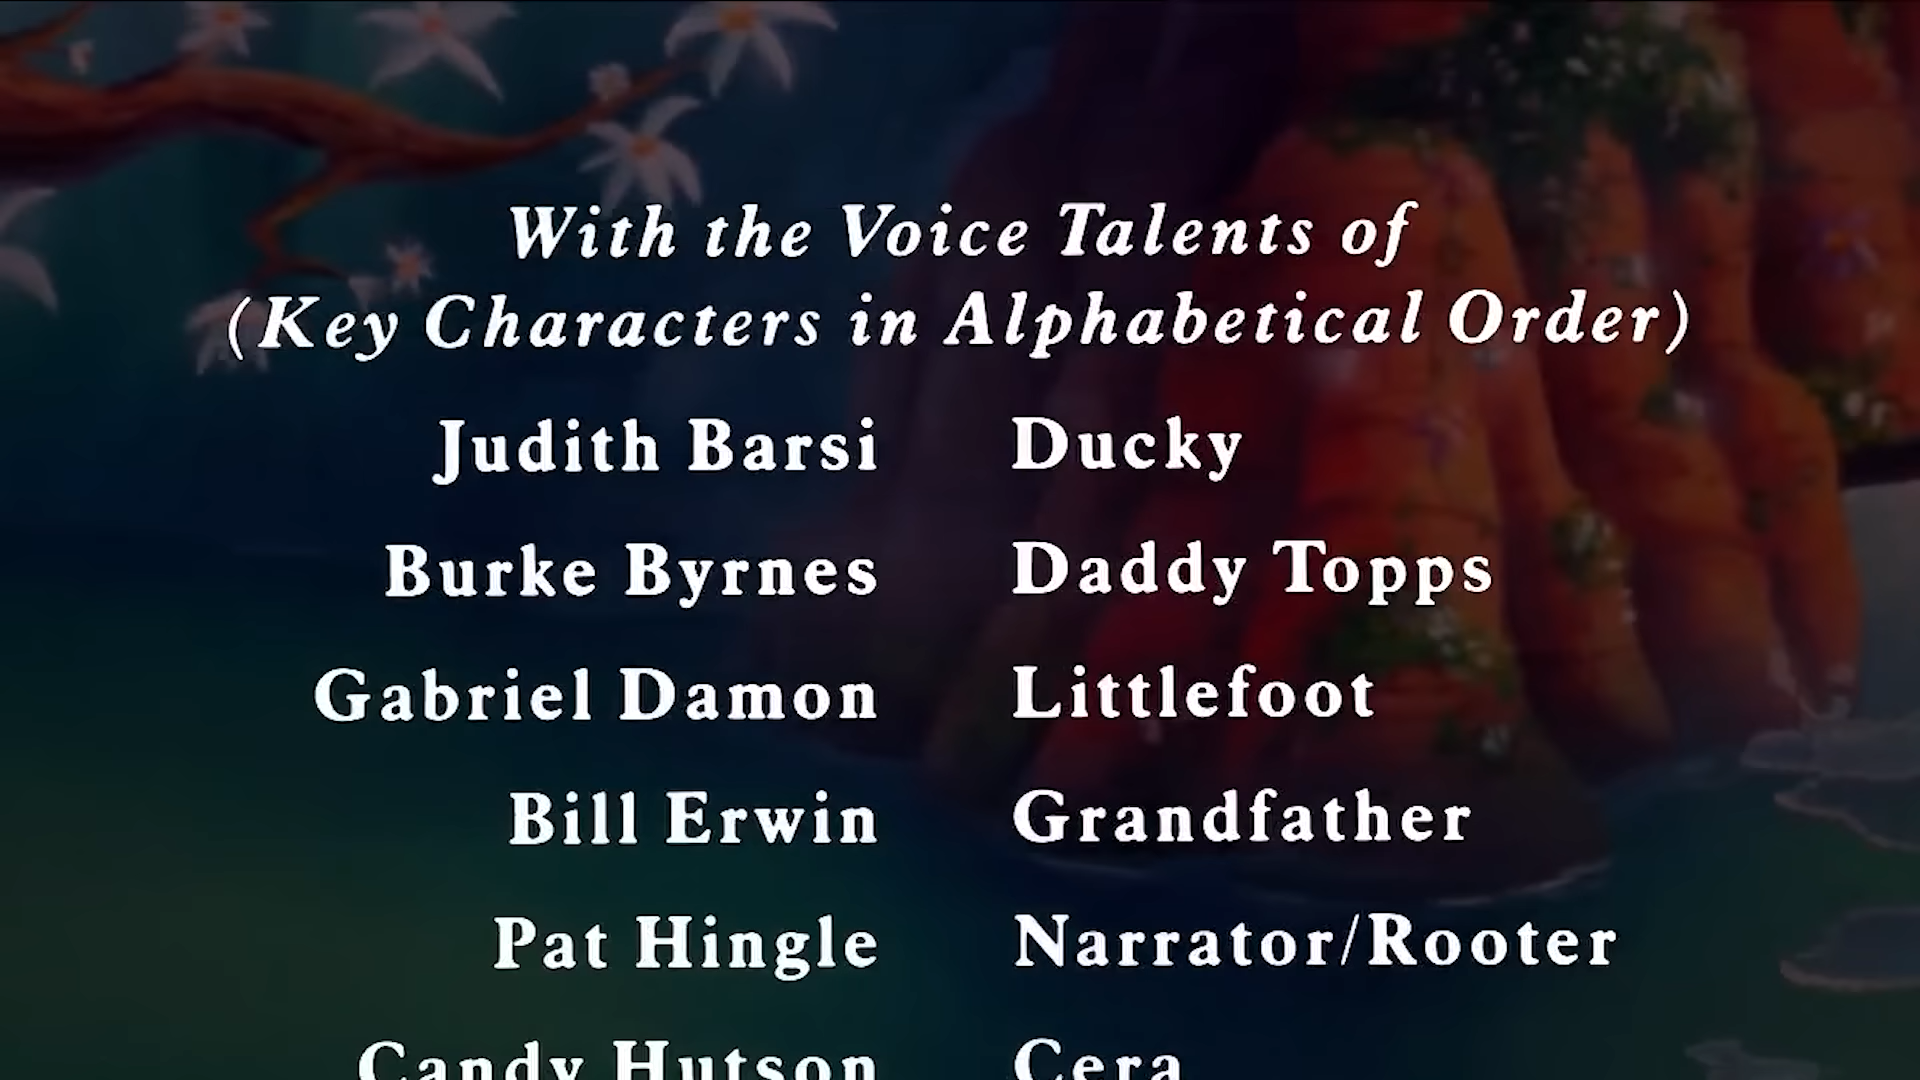 With the Voice Talents of
(Key Characters in Alphabetical Order)
Judith Barsi Ducky
Burke Byrnes Daddy Topps
Gabriel Damon Littlefoot
Bill Erwin Grandfather
Pat Hingle Narrator/Rooter
Candy Hutson Cera